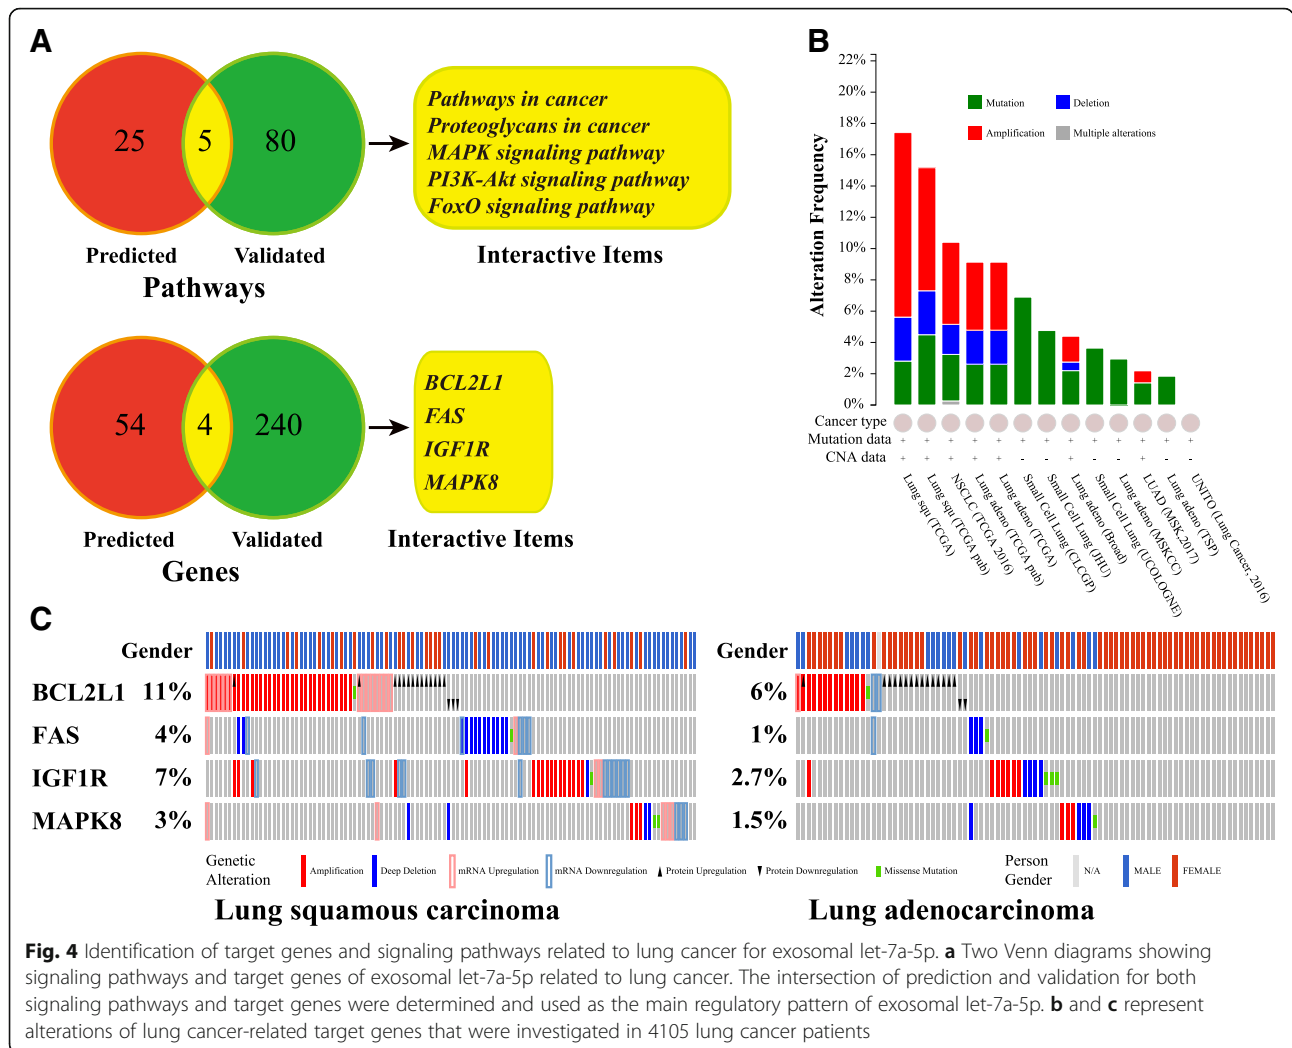 A
25
5
80
Predicted
Validated
Pathways
Pathways in cancer
Proteoglycans in cancer
MAPK signaling pathway
PI3K-Akt signaling pathway
FoxO signaling pathway
Interactive Items
54
4
240
Predicted
Validated
Genes
BCL2L1
FAS
IGF1R
MAPK8
Interactive Items
B
Alteration Frequency
22%
20%
18%
16%
14%
12%
10%
8%
6%
4%
2%
0%
Mutation
Deletion
Amplification
Multiple alterations
Cancer type
Mutation data + + + + + + + + + + + + +
CNA data + + + + + - - + - - + - -
Lung squ (TCGA)
Lung squ (TCGA pub)
NSCLC (TCGA 2016)
Lung adeno (TCGA pub)
Lung adeno (TCGA)
Small Cell Lung (CLCGP)
Small Cell Lung (JHU)
Lung adeno (Broad)
Small Cell Lung (UCOLOGNE)
Lung adeno (MSKCC)
LUAD (MSK,2017)
Lung adeno (TSP)
UNITO (Lung Cancer, 2016)
C
Gender
BCL2L1 11%
FAS 4%
IGF1R 7%
MAPK8 3%
Gender
6%
1%
2.7%
1.5%
Genetic
Alteration
Amplification
Deep Deletion
mRNA Upregulation
mRNA Downregulation
Protein Upregulation
Protein Downregulation
Missense Mutation
Person
Gender
N/A
MALE
FEMALE
Lung squamous carcinoma
Lung adenocarcinoma
Fig. 4 Identification of target genes and signaling pathways related to lung cancer for exosomal let-7a-5p. a Two Venn diagrams showing
signaling pathways and target genes of exosomal let-7a-5p related to lung cancer. The intersection of prediction and validation for both
signaling pathways and target genes were determined and used as the main regulatory pattern of exosomal let-7a-5p. b and c represent
alterations of lung cancer-related target genes that were investigated in 4105 lung cancer patients